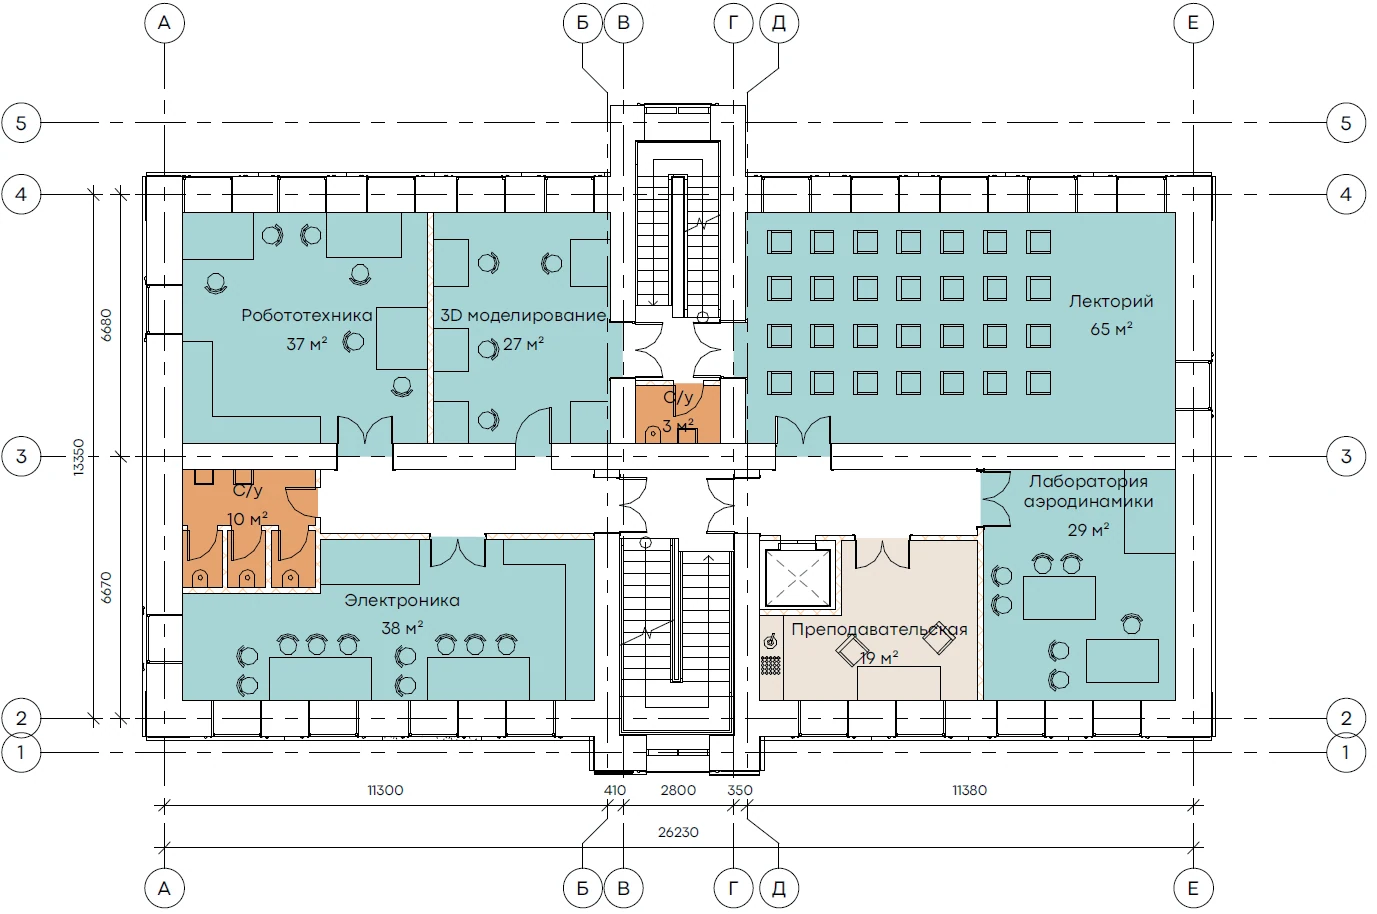 А
Б
В
Г
Д
Е
5
5
4
4
Робототехника
37 м²
3D моделирование
27 м²
Лекторий
65 м²
6680
С/у
3 м²
13350
3
3
С/у
10 м²
Лаборатория
аэродинамики
29 м²
6670
Электроника
38 м²
Преподавательская
19 м²
2
2
1
1
11300
410
2800
350
11380
26230
А
Б
В
Г
Д
Е